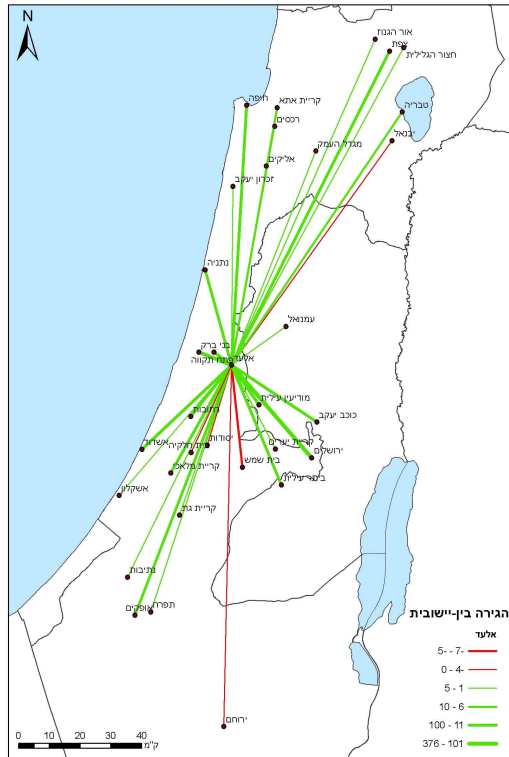 N
אור הגנוז
צפת
חצור הגלילית
חיפה
קריית אתא
טבריה
רכסים
יבנאל
מגדל העמק
אליקים
זכרון יעקב
נתניה
עמנואל
בני ברק
אלעד
פתח תקווה
מודיעין עילית
רחובות
כוכב יעקב
אשדוד
יסודות
קריית יערים
ירושלים
קריית מלאכי
בית שמש
ביתר עילית
אשקלון
קריית גת
נתיבות
תפרח
אופקים
ירוחם
הגירה בין-יישובית
אלעד
-7 - -5
-4 - 0
1 - 5
6 - 10
11 - 100
101 - 376
0 10 20 30 40
ק"מ